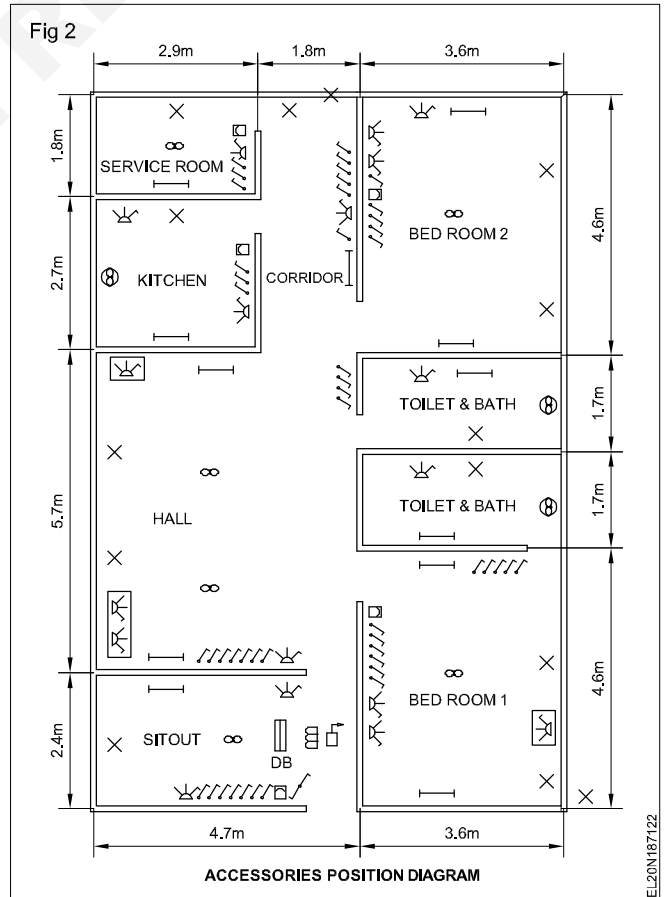 Fig 2
2.9m
1.8m
3.6m
1.8m
SERVICE ROOM
BED ROOM 2
4.6m
2.7m
KITCHEN
CORRIDOR
TOILET & BATH
1.7m
5.7m
HALL
TOILET & BATH
1.7m
4.6m
2.4m
SITOUT
DB
BED ROOM 1
4.7m
3.6m
ACCESSORIES POSITION DIAGRAM
EL20N187122